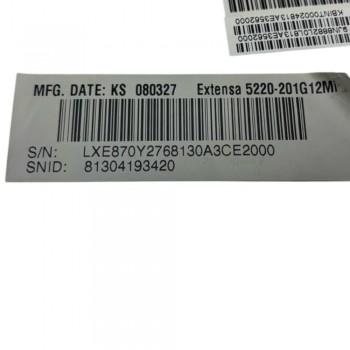 MFG. DATE: KS 080327 Extensa 5220-201G12Mi
S/N: LXE870Y2768130A3CE2000
SNID: 81304193420